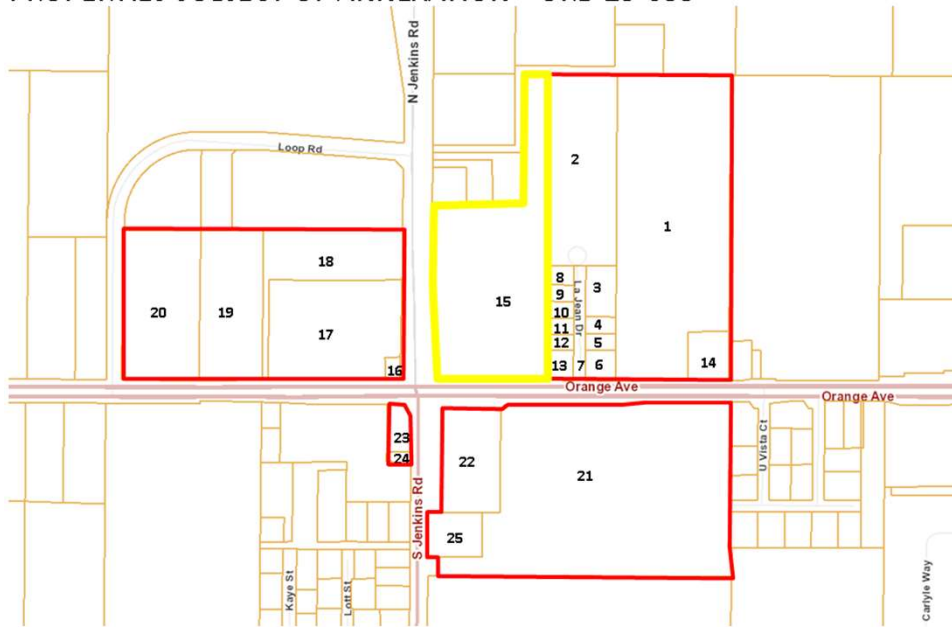 N Jenkins Rd
Loop Rd
2
1
18
20
19
17
15
16
8
9
10
11
12
13
La Jean Dr
3
4
5
6
7
14
Orange Ave
Orange Ave
23
24
22
21
25
S Jenkins Rd
U Vista Ct
Kaye St
Lott St
Carlyle Way